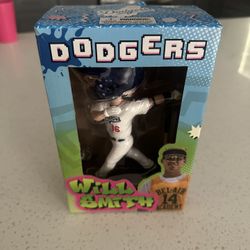 DODGERS
16
WILL
SMITH
BEL-AIR
14
ACADEMY